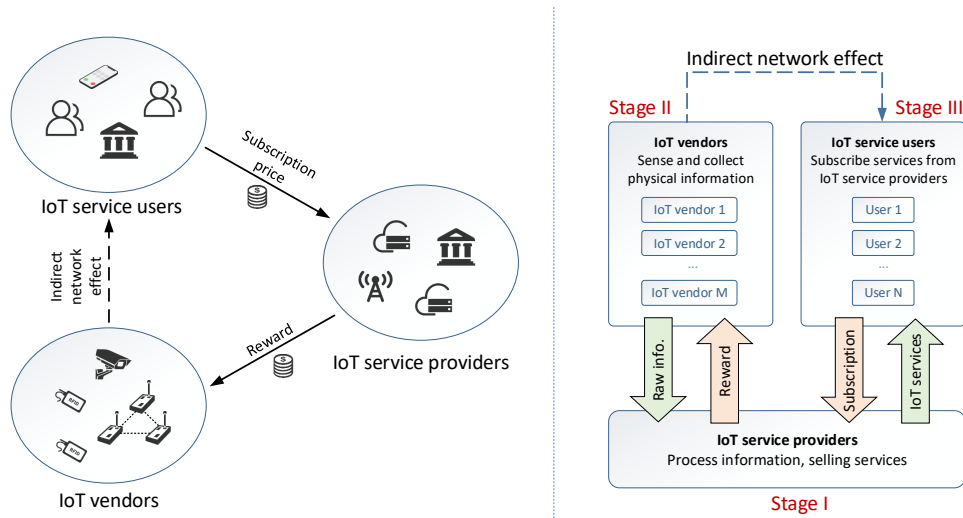 Subscription
price
IoT service users
Indirect
network
effect
Reward
IoT service providers
RFID
RFID
IoT vendors
Indirect network effect
Stage II
Stage III
IoT vendors
Sense and collect
physical information
IoT vendor 1
IoT vendor 2
...
IoT vendor M
IoT service users
Subscribe services from
IoT service providers
User 1
User 2
...
User N
Raw info.
Reward
Subscription
IoT services
IoT service providers
Process information, selling services
Stage I